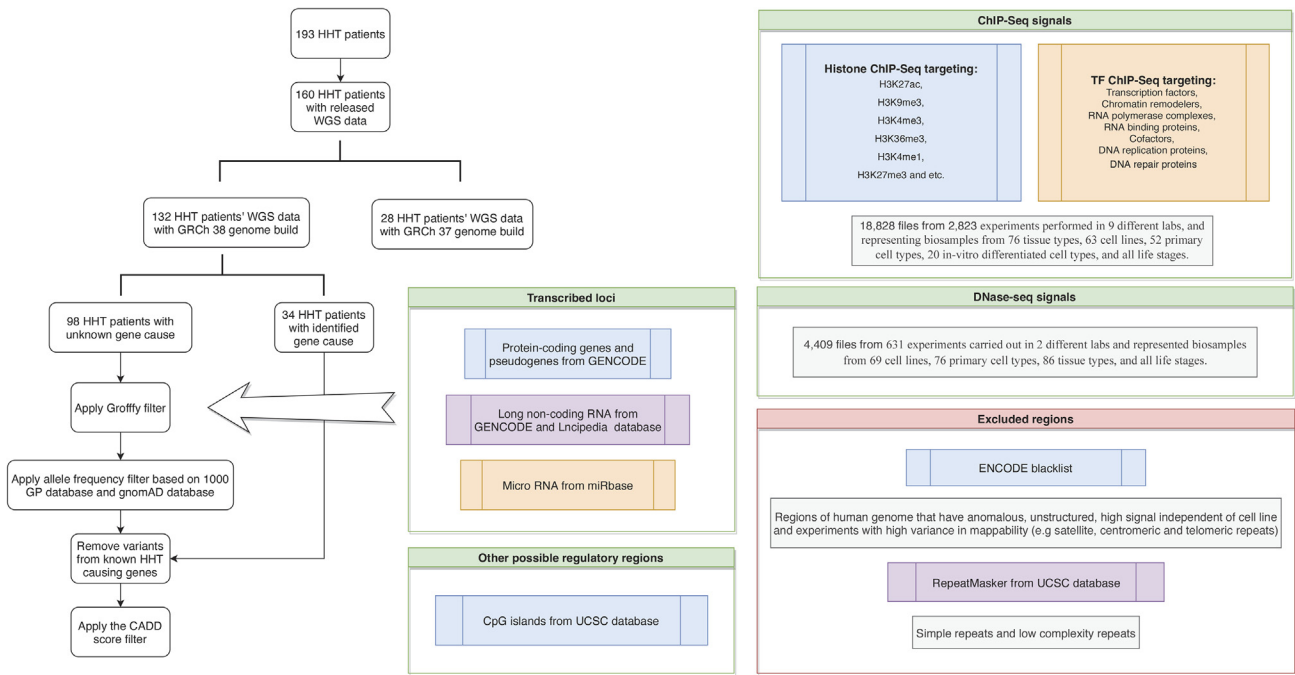 193 HHT patients
160 HHT patients
with released
WGS data
132 HHT patients' WGS data
with GRCh 38 genome build
28 HHT patients' WGS data
with GRCh 37 genome build
98 HHT patients with
unknown gene cause
34 HHT patients
with identified
gene cause
Apply Grofffy filter
Apply allele frequency filter based on 1000
GP database and gnomAD database
Remove variants
from known HHT
causing genes
Apply the CADD
score filter
Transcribed loci
Protein-coding genes and
pseudogenes from GENCODE
Long non-coding RNA from
GENCODE and Lncipedia database
Micro RNA from miRbase
Other possible regulatory regions
CpG islands from UCSC database
ChIP-Seq signals
Histone ChIP-Seq targeting:
H3K27ac,
H3K9me3,
H3K4me3,
H3K36me3,
H3K4me1,
H3K27me3 and etc.
TF ChIP-Seq targeting:
Transcription factors,
Chromatin remodelers,
RNA polymerase complexes,
RNA binding proteins,
Cofactors,
DNA replication proteins,
DNA repair proteins
18,828 files from 2,823 experiments performed in 9 different labs, and
representing biosamples from 76 tissue types, 63 cell lines, 52 primary
cell types, 20 in-vitro differentiated cell types, and all life stages.
DNase-seq signals
4,409 files from 631 experiments carried out in 2 different labs and represented biosamples
from 69 cell lines, 76 primary cell types, 86 tissue types, and all life stages.
Excluded regions
ENCODE blacklist
Regions of human genome that have anomalous, unstructured, high signal independent of cell line
and experiments with high variance in mappability (e.g satellite, centromeric and telomeric repeats)
RepeatMasker from UCSC database
Simple repeats and low complexity repeats